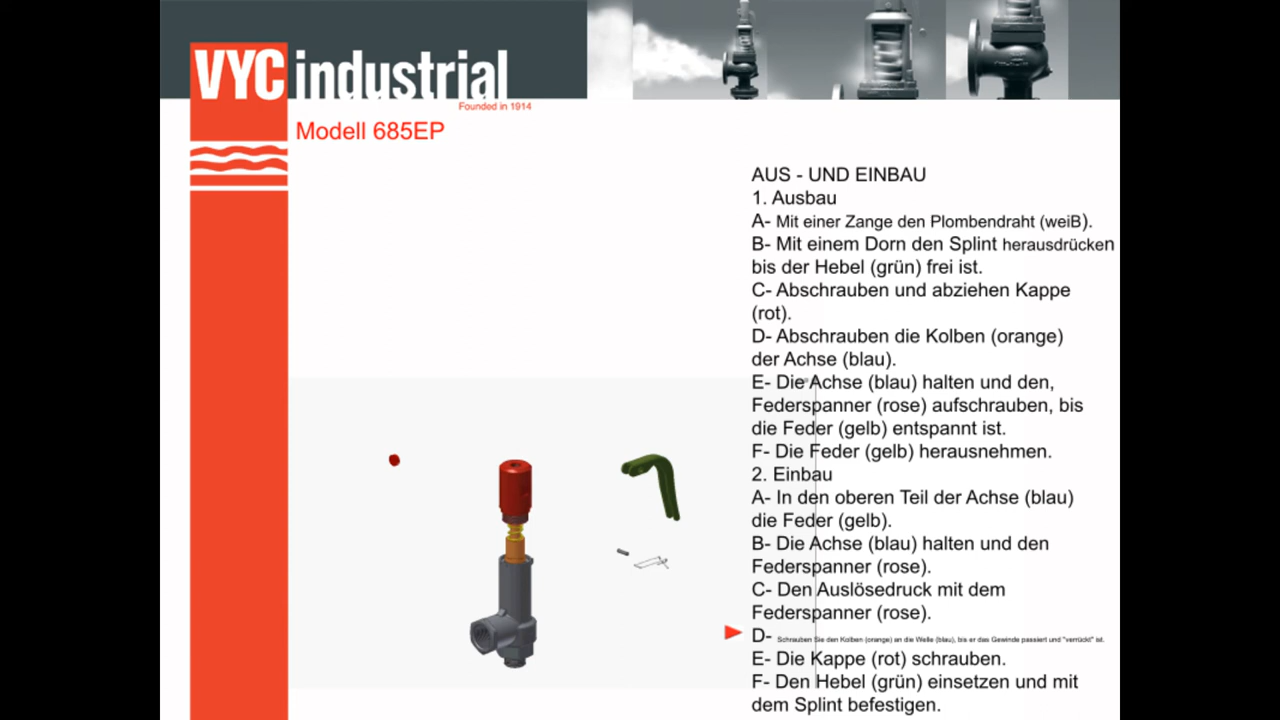 VYC industrial
Founded in 1914
Modell 685EP
AUS - UND EINBAU
1. Ausbau
A- Mit einer Zange den Plombendraht (weiB).
B- Mit einem Dorn den Splint herausdrücken
bis der Hebel (grün) frei ist.
C- Abschrauben und abziehen Kappe
(rot).
D- Abschrauben die Kolben (orange)
der Achse (blau).
E- Die Achse (blau) halten und den,
Federspanner (rose) aufschrauben, bis
die Feder (gelb) entspannt ist.
F- Die Feder (gelb) herausnehmen.
2. Einbau
A- In den oberen Teil der Achse (blau)
die Feder (gelb).
B- Die Achse (blau) halten und den
Federspanner (rose).
C- Den Auslösedruck mit dem
Federspanner (rose).
D- Schrauben Sie den Kolben (orange) an die Welle (blau), bis er das Gewinde passiert und "verrückt" ist.
E- Die Kappe (rot) schrauben.
F- Den Hebel (grün) einsetzen und mit
dem Splint befestigen.